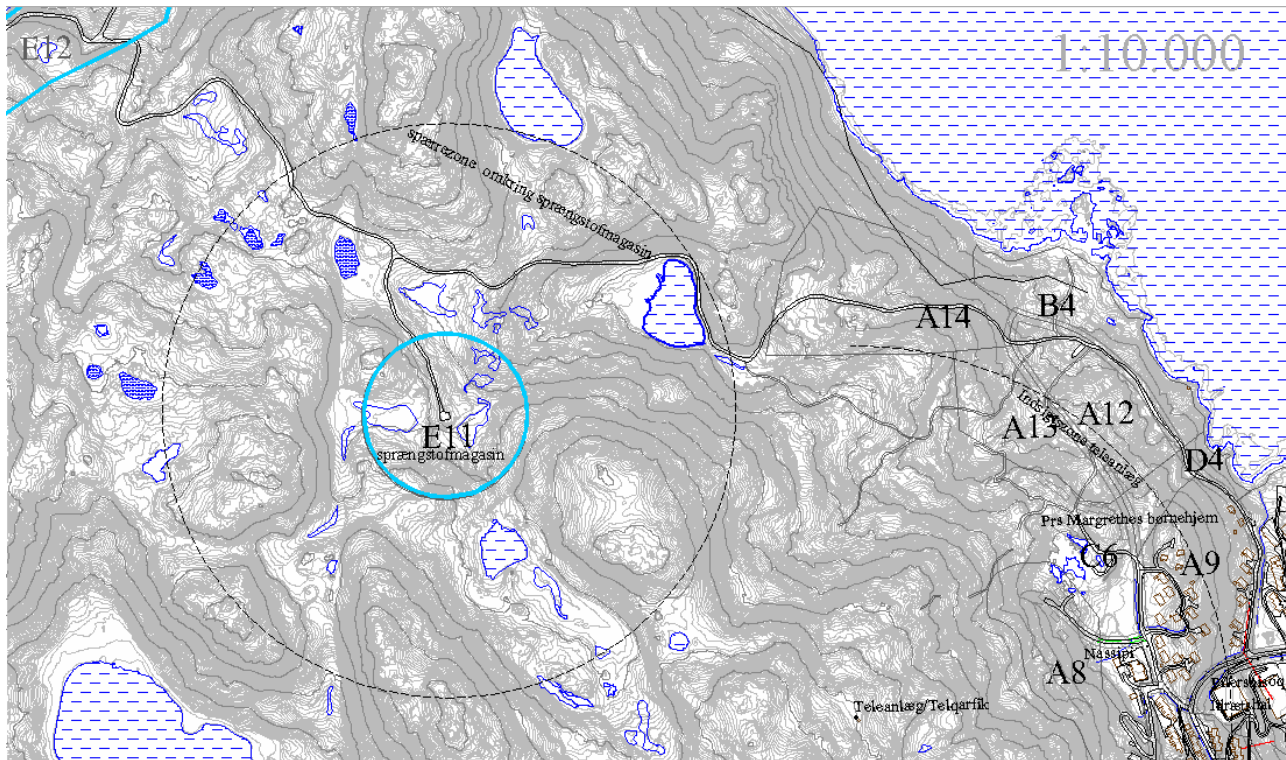 E12
1:10.000
spærrezone omkring sprængstofmagasin
A14
B4
E11
sprængstofmagasin
A13
A12
indsigtszone teleanlæg
D4
Prs Margrethes børnehjem
C6
A9
Nassipi
A8
Teleanlæg/Telqarfik